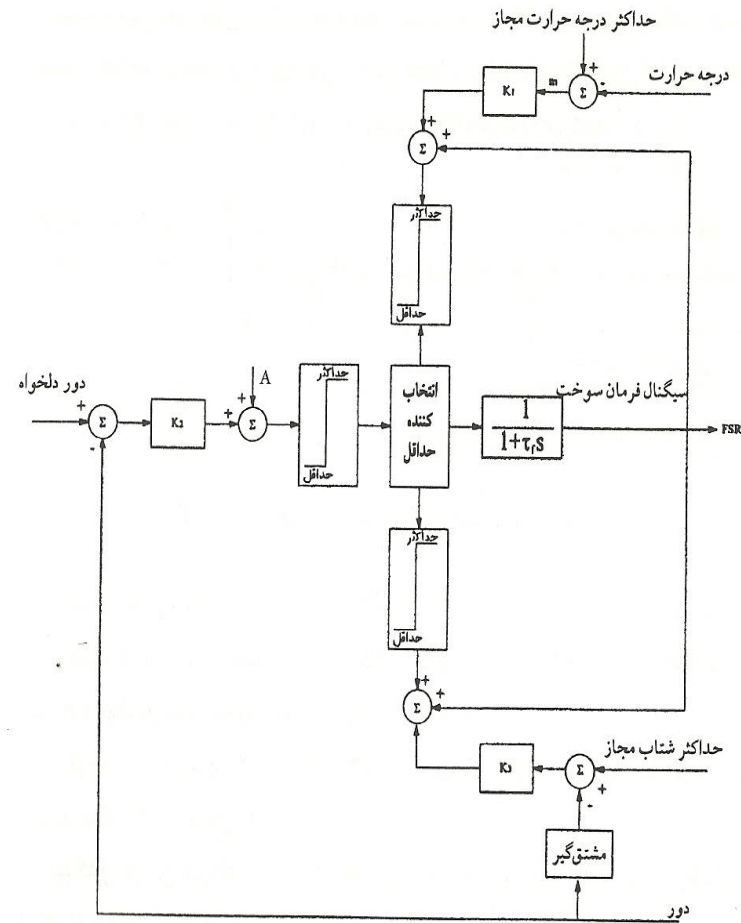 حداکثر درجه حرارت مجاز
+
درجه حرارت
-
Σ
m
K1
+
+
Σ
حداکثر
حداقل
دور دلخواه
+
Σ
-
K2
+
+
A
Σ
حداکثر
حداقل
انتخاب
کننده
حداقل
سیگنال فرمان سوخت
1
1+τfs
FSR
حداکثر
حداقل
+
+
Σ
حداکثر شتاب مجاز
K3
Σ
+
-
مشتق‌گیر
دور